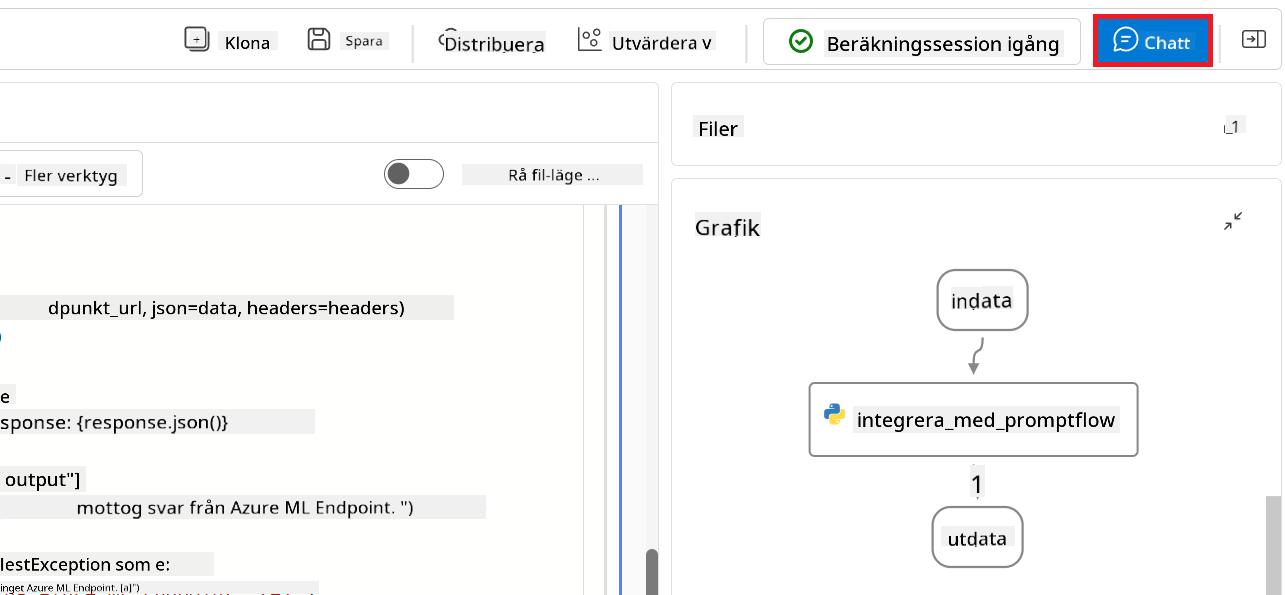 Klona
Spara
Distribuera
Utvärdera v
Beräkningssession igång
Chatt
- Fler verktyg
Rå fil-läge ...
dpunkt_url, json=data, headers=headers)
e
sponse: {response.json()}
output"]
mottog svar från Azure ML Endpoint. ")
lestException som e:
inget Azure ML Endpoint. [a]")
Filer
1
Grafik
indata
integrera_med_promptflow
1
utdata